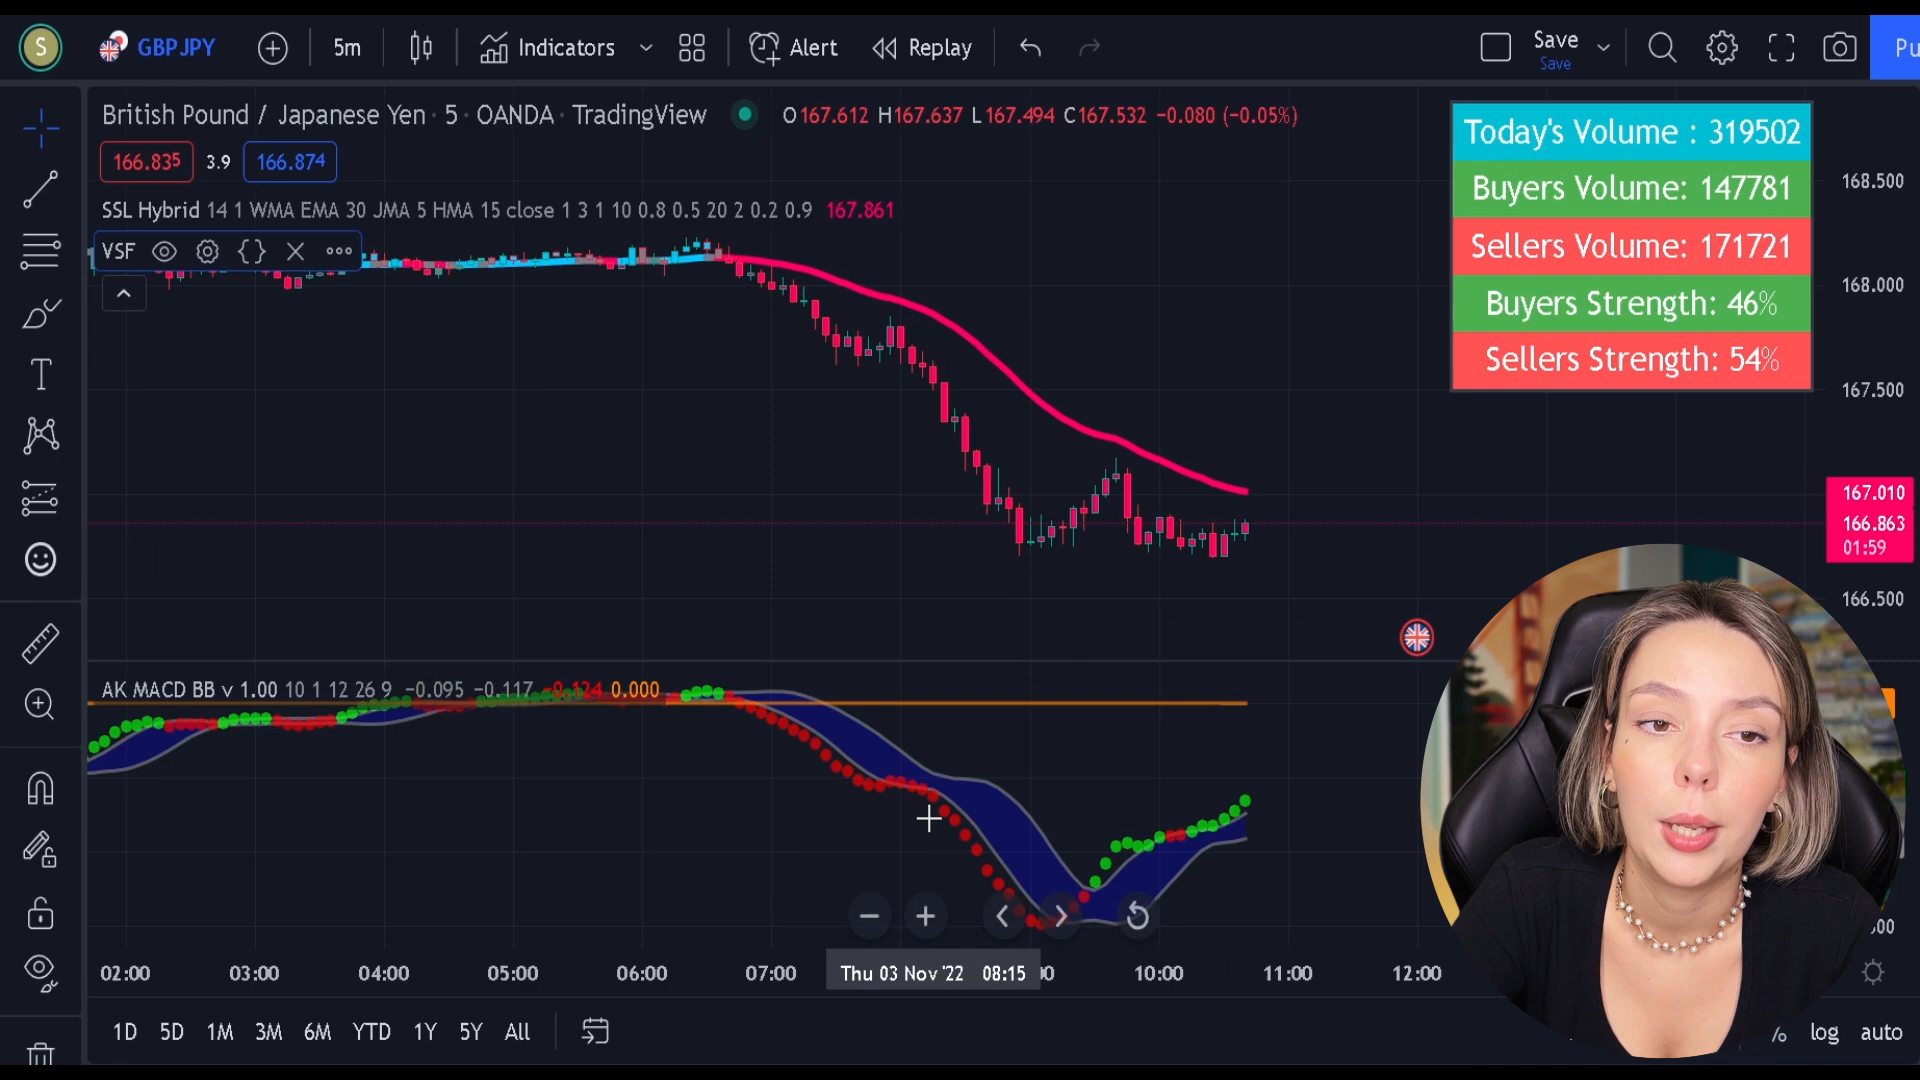 S GBPJPY 5m Indicators Alert Replay Save Pu
Save
British Pound / Japanese Yen · 5 · OANDA · TradingView O167.612 H167.637 L167.494 C167.532 −0.080 (−0.05%)
166.835 3.9 166.874
SSL Hybrid 14 1 WMA EMA 30 JMA 5 HMA 15 close 1 3 1 10 0.8 0.5 20 2 0.2 0.9 167.861
VSF
Today's Volume : 319502
Buyers Volume: 147781
Sellers Volume: 171721
Buyers Strength: 46%
Sellers Strength: 54%
168.500
168.000
167.500
167.010
166.863
01:59
166.500
AK MACD BB v 1.00 10 1 12 26 9 −0.095 −0.117 −0.124 0.000
02:00 03:00 04:00 05:00 06:00 07:00 Thu 03 Nov '22 08:15 10:00 11:00 12:00
1D 5D 1M 3M 6M YTD 1Y 5Y All % log auto